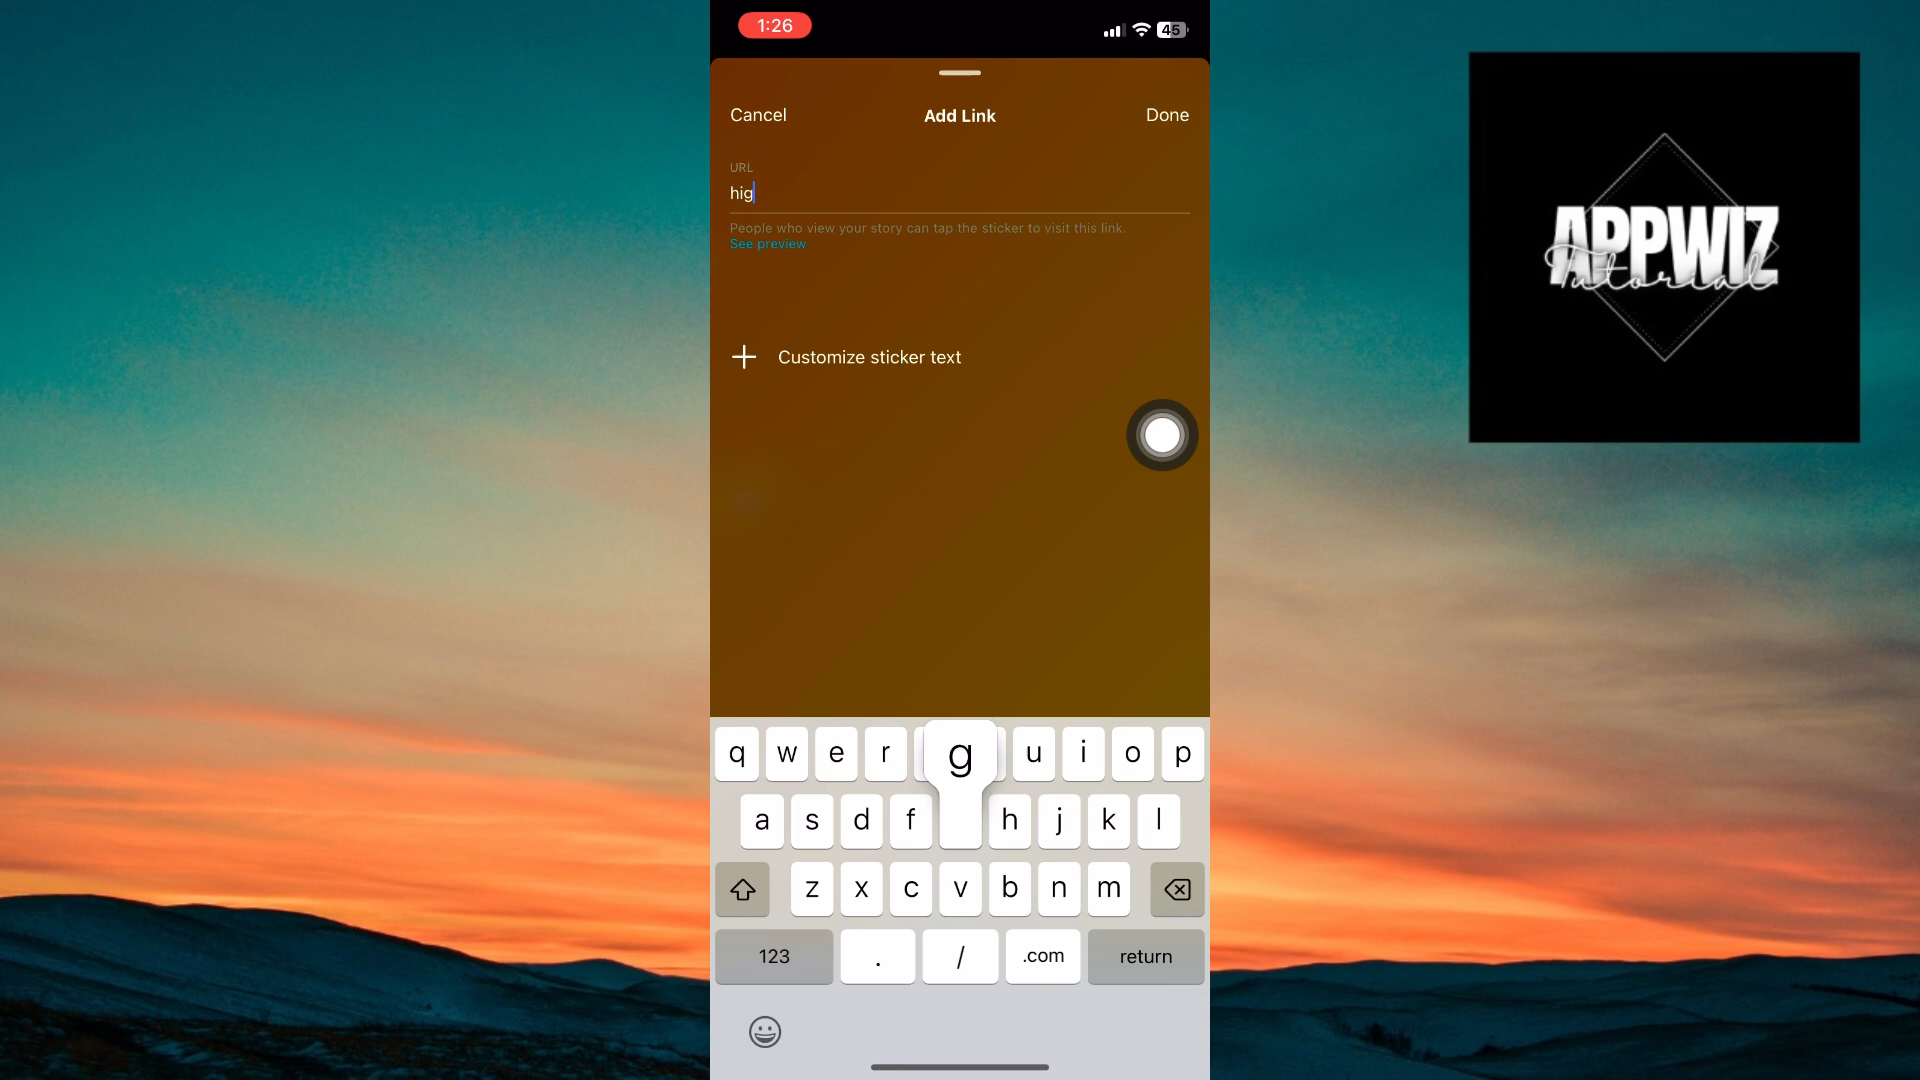 1:26
45
Cancel
Add Link
Done
URL
hig
People who view your story can tap the sticker to visit this link.
See preview
Customize sticker text
q w e r g u i o p
a s d f h j k l
z x c v b n m
123 . / .com return
APPWIZ
Tutorial